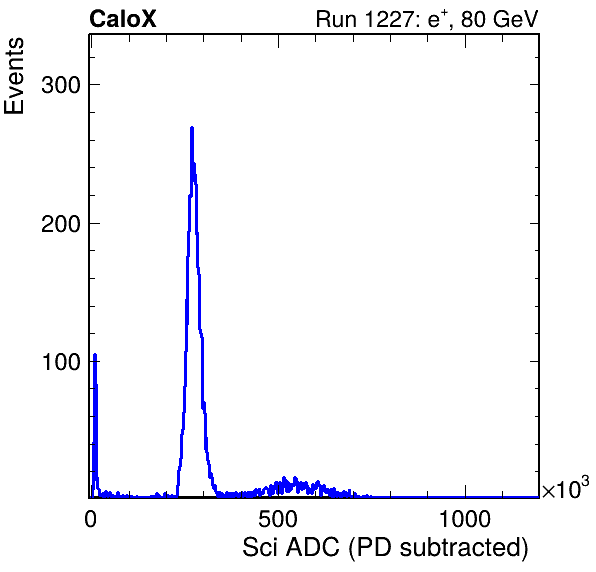 CaloX Run 1227: e⁺, 80 GeV
Events
300
200
100
0 500 1000 ×10³
Sci ADC (PD subtracted)